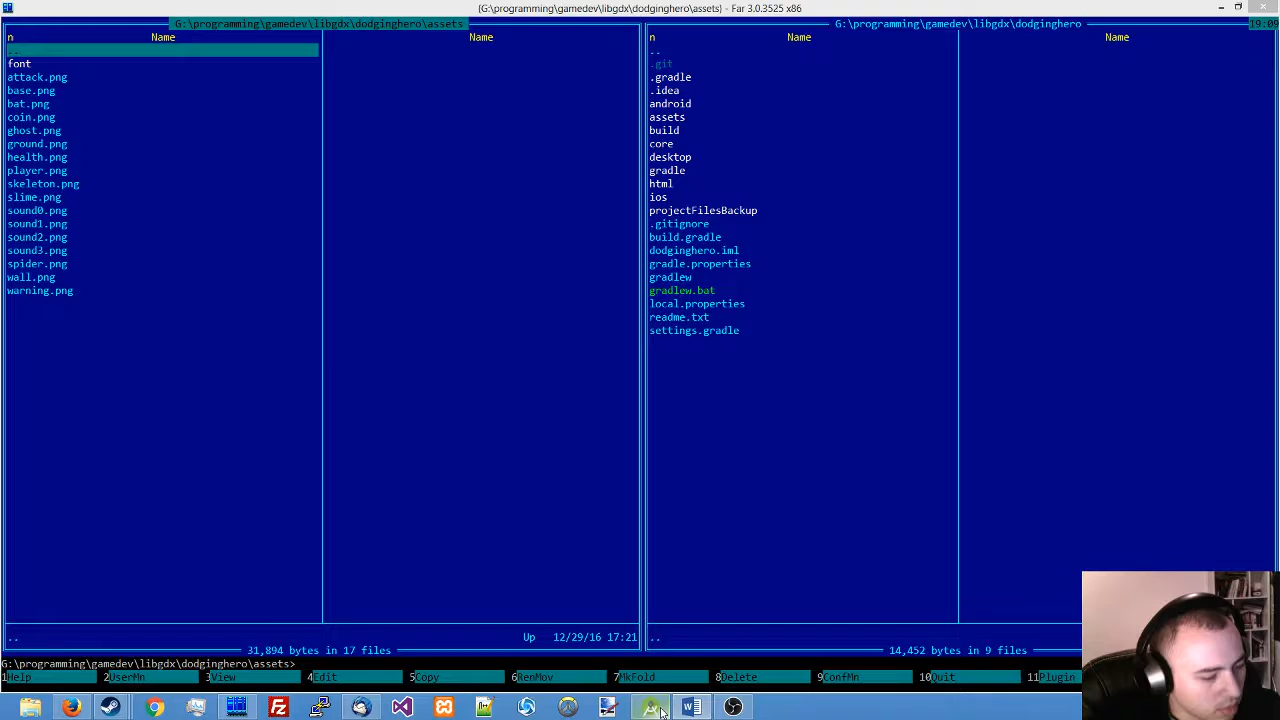 (G:\programming\gamedev\libgdx\dodginghero\assets) - Far 3.0.3525 x86
G:\programming\gamedev\libgdx\dodginghero\assets
n Name Name
..
font
attack.png
base.png
bat.png
coin.png
ghost.png
ground.png
health.png
player.png
skeleton.png
slime.png
sound0.png
sound1.png
sound2.png
sound3.png
spider.png
wall.png
warning.png
.. Up 12/29/16 17:21
31,894 bytes in 17 files
G:\programming\gamedev\libgdx\dodginghero 19:09
n Name Name
..
.git
.gradle
.idea
android
assets
build
core
desktop
gradle
html
ios
projectFilesBackup
.gitignore
build.gradle
dodginghero.iml
gradle.properties
gradlew
gradlew.bat
local.properties
readme.txt
settings.gradle
..
14,452 bytes in 9 files
G:\programming\gamedev\libgdx\dodginghero\assets>
1Help 2UserMn 3View 4Edit 5Copy 6RenMov 7MkFold 8Delete 9ConfMn 10Quit 11Plugin